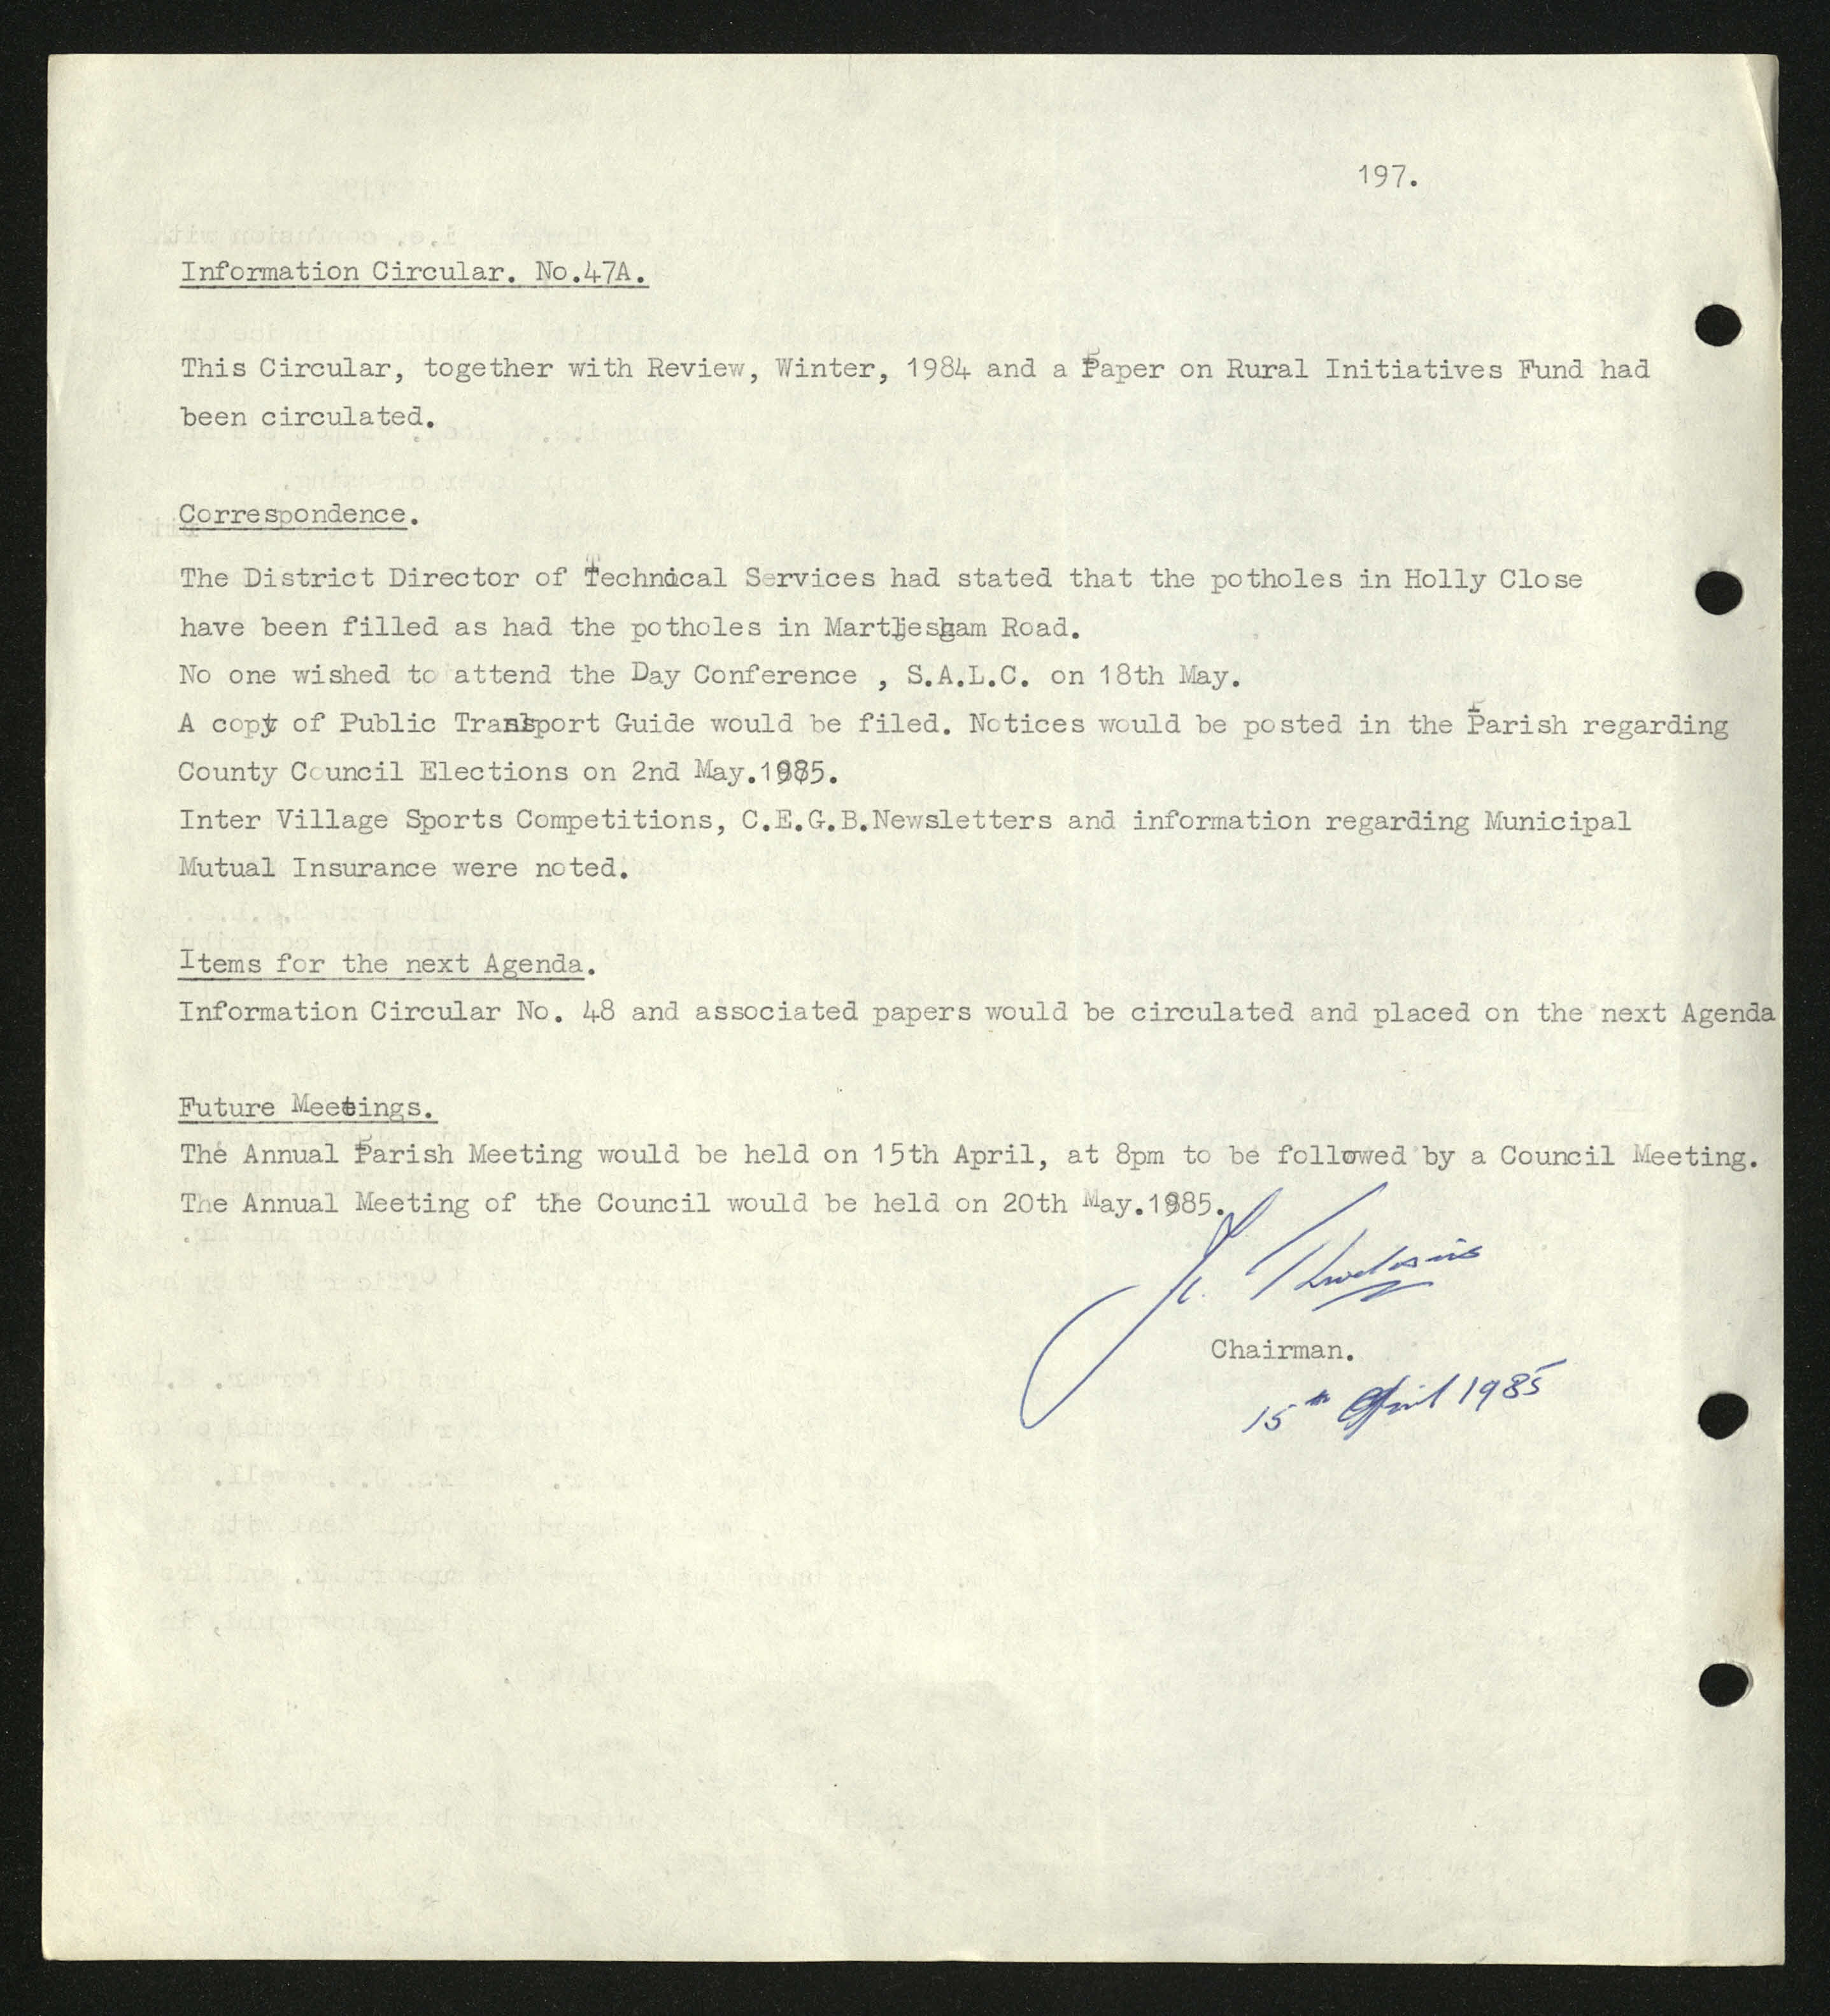 197.
Information Circular. No.47A.
This Circular, together with Review, Winter, 1984 and a Paper on Rural Initiatives Fund had
been circulated.
Correspondence.
The District Director of Technical Services had stated that the potholes in Holly Close
have been filled as had the potholes in Martlesham Road.
No one wished to attend the Day Conference , S.A.L.C. on 18th May.
A copy of Public Transport Guide would be filed. Notices would be posted in the Parish regarding
County Council Elections on 2nd May.1985.
Inter Village Sports Competitions, C.E.G.B.Newsletters and information regarding Municipal
Mutual Insurance were noted.
Items for the next Agenda.
Information Circular No. 48 and associated papers would be circulated and placed on the next Agenda
Future Meetings.
The Annual Parish Meeting would be held on 15th April, at 8pm to be followed by a Council Meeting.
The Annual Meeting of the Council would be held on 20th May.1985.
Chairman.
15th April 1985